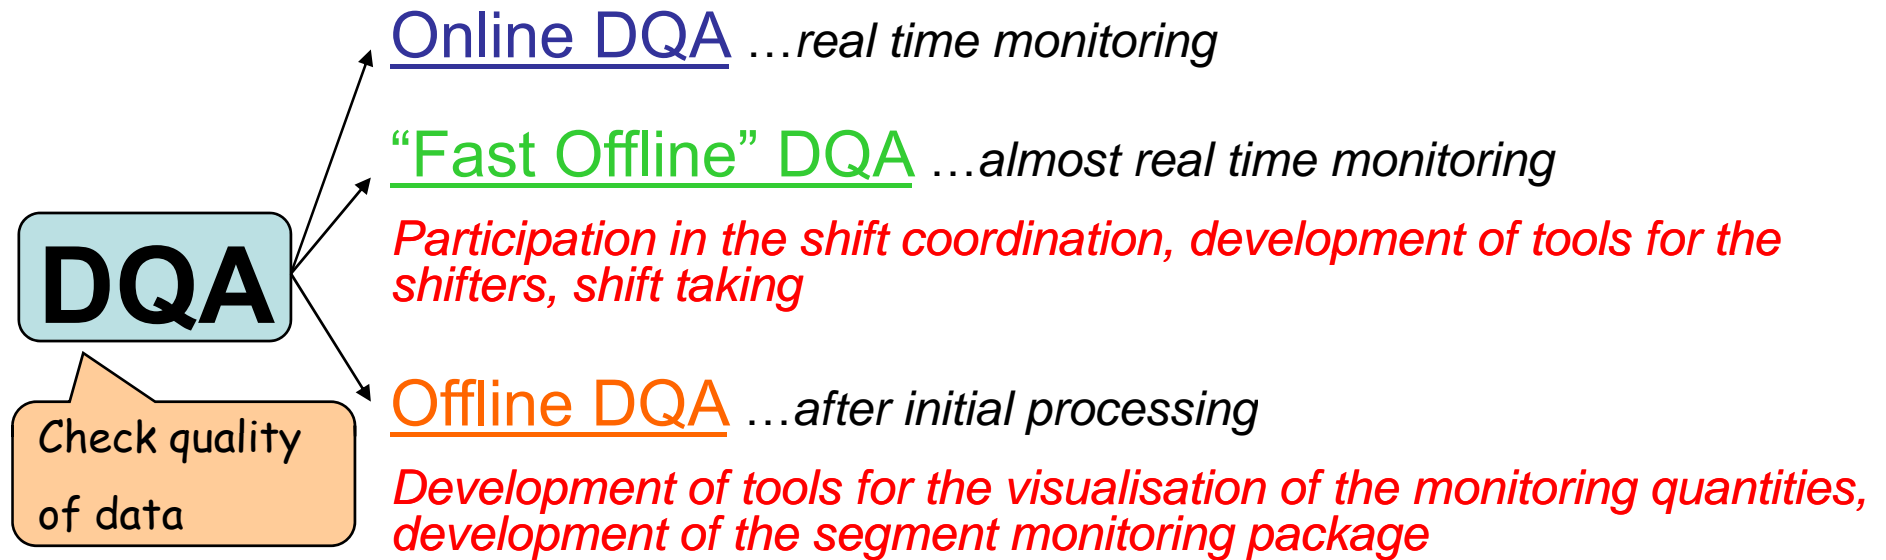 Online DQA …real time monitoring
“Fast Offline” DQA …almost real time monitoring
Participation in the shift coordination, development of tools for the
shifters, shift taking
DQA
Offline DQA …after initial processing
Check quality
of data
Development of tools for the visualisation of the monitoring quantities,
development of the segment monitoring package